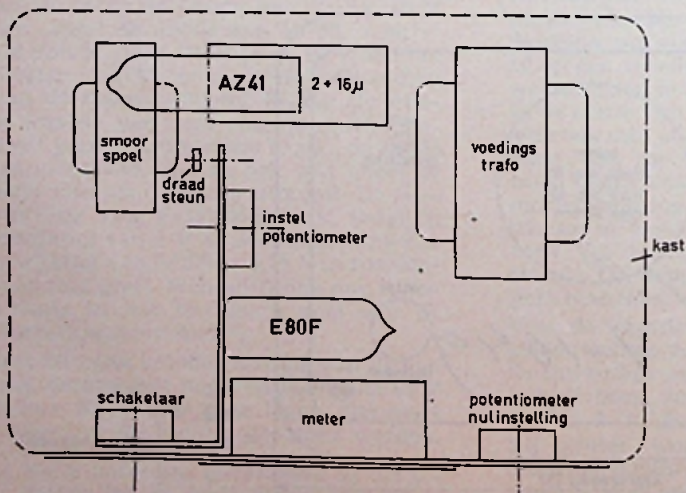 AZ41
2 + 16µ
smoor
spoel
voedings
trafo
draad
steun
instel
potentiometer
kast
E80F
schakelaar
meter
potentiometer
nulinstelling